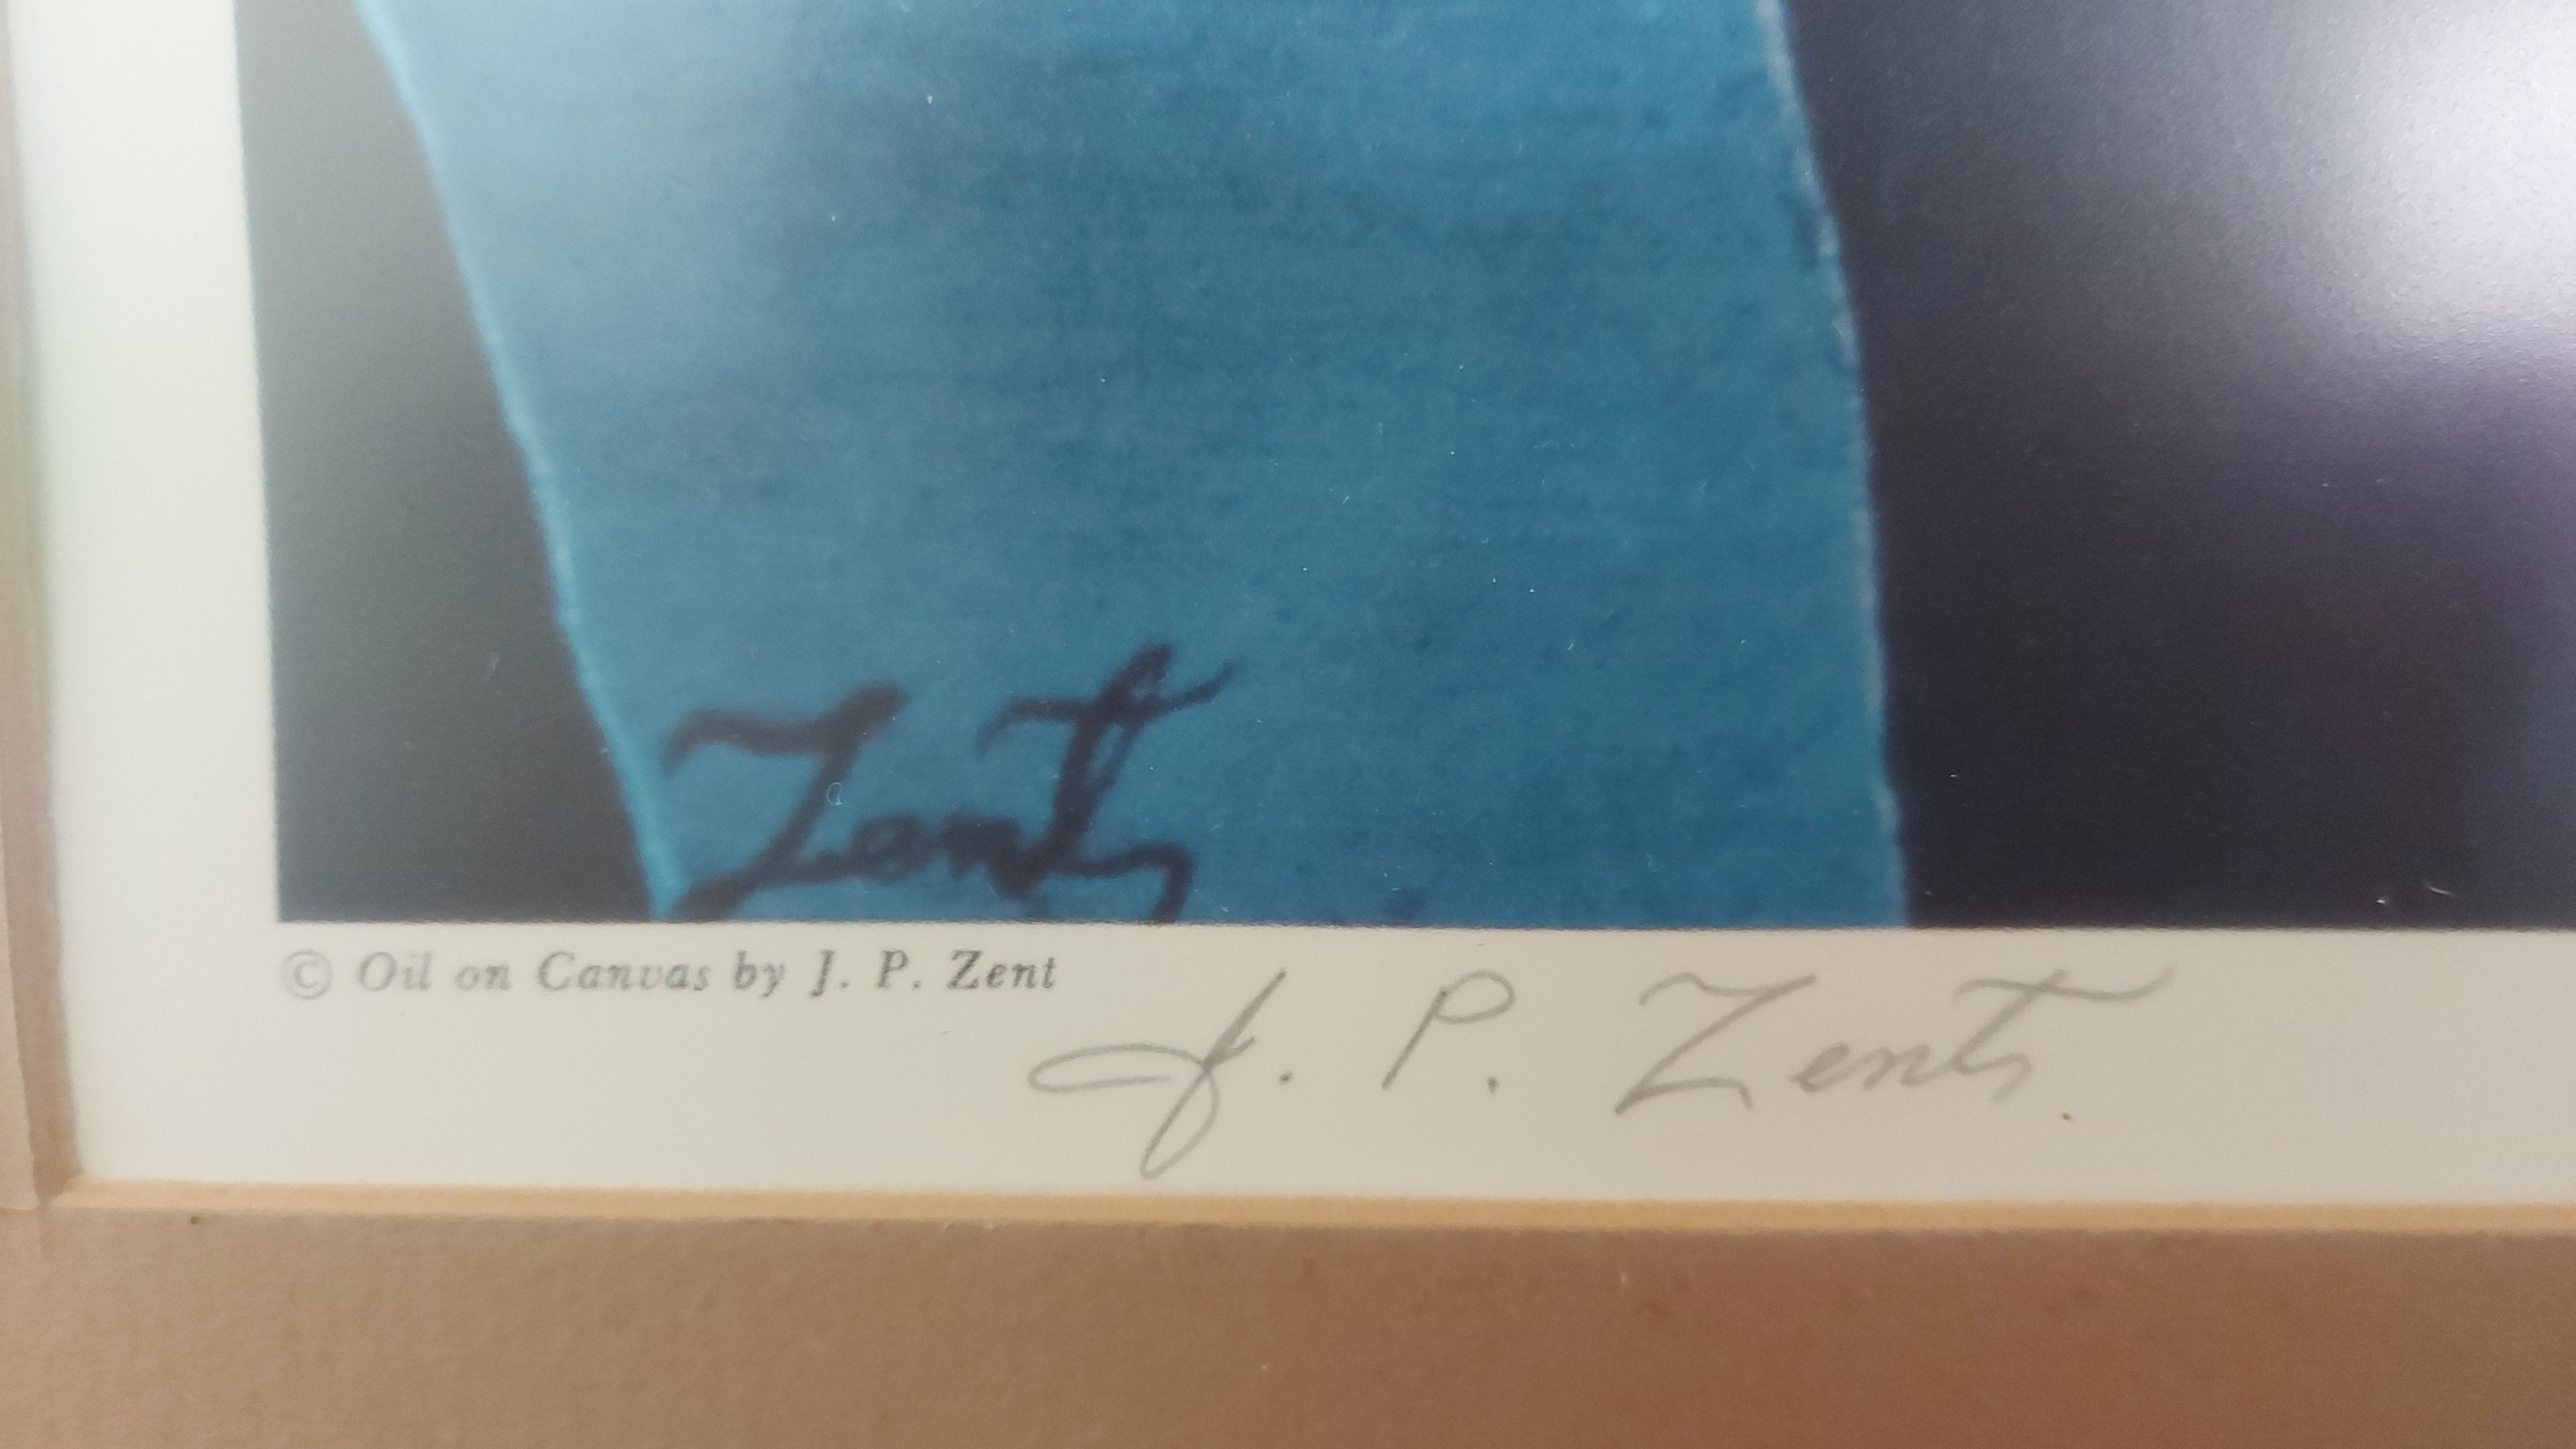 Zent
© Oil on Canvas by J. P. Zent
J. P. Zent.